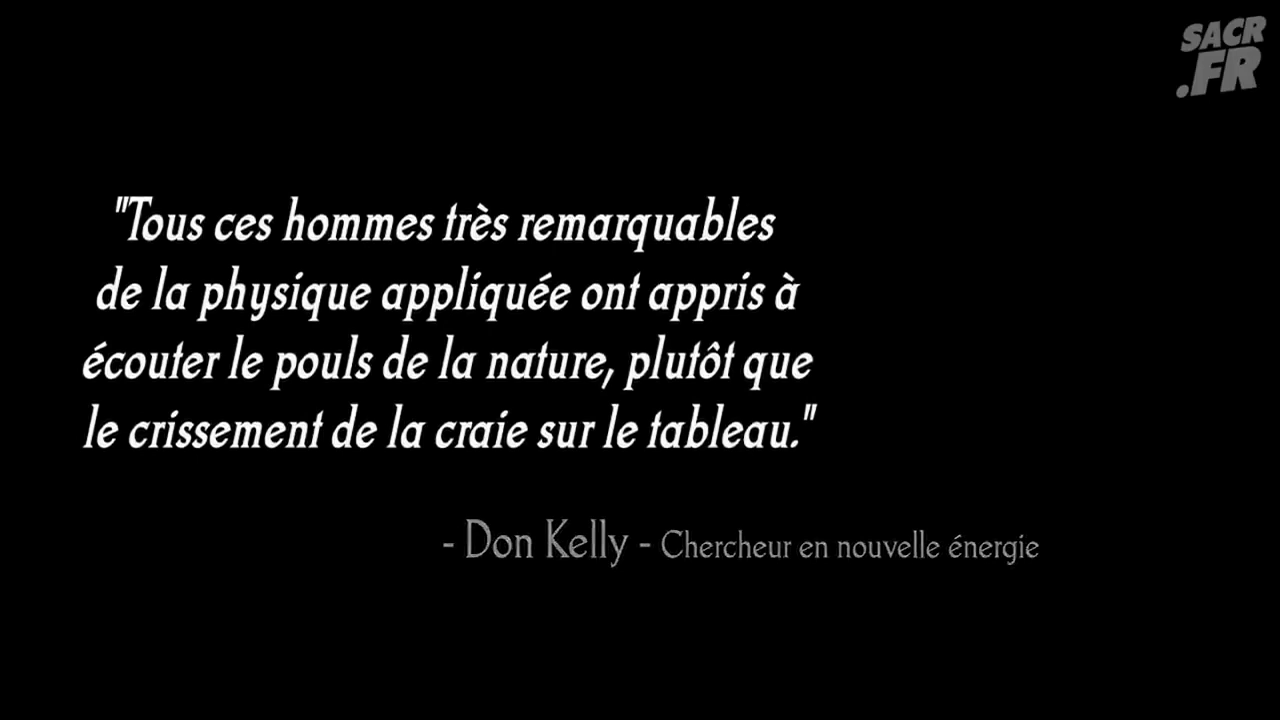 SACR
.FR
"Tous ces hommes très remarquables
de la physique appliquée ont appris à
écouter le pouls de la nature, plutôt que
le crissement de la craie sur le tableau."
- Don Kelly - Chercheur en nouvelle énergie